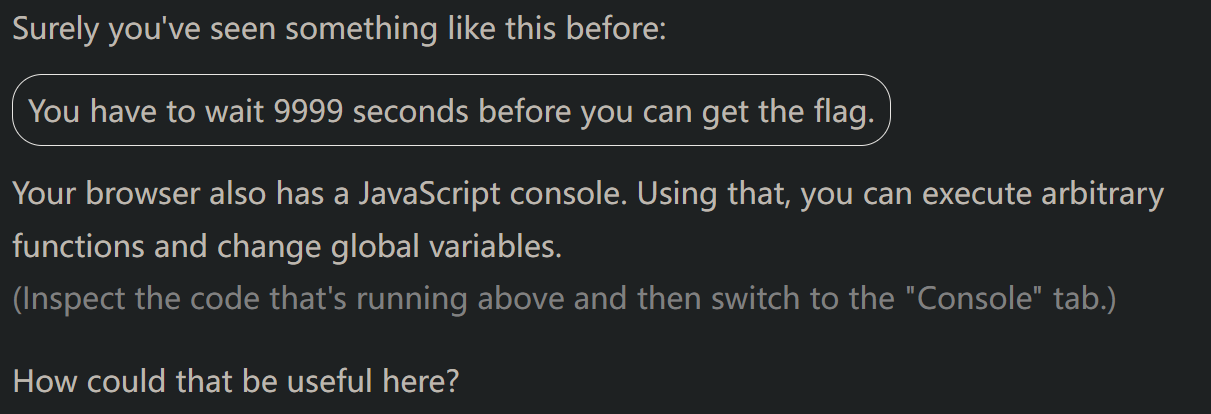 Surely you've seen something like this before:
You have to wait 9999 seconds before you can get the flag.
Your browser also has a JavaScript console. Using that, you can execute arbitrary
functions and change global variables.
(Inspect the code that's running above and then switch to the "Console" tab.)
How could that be useful here?